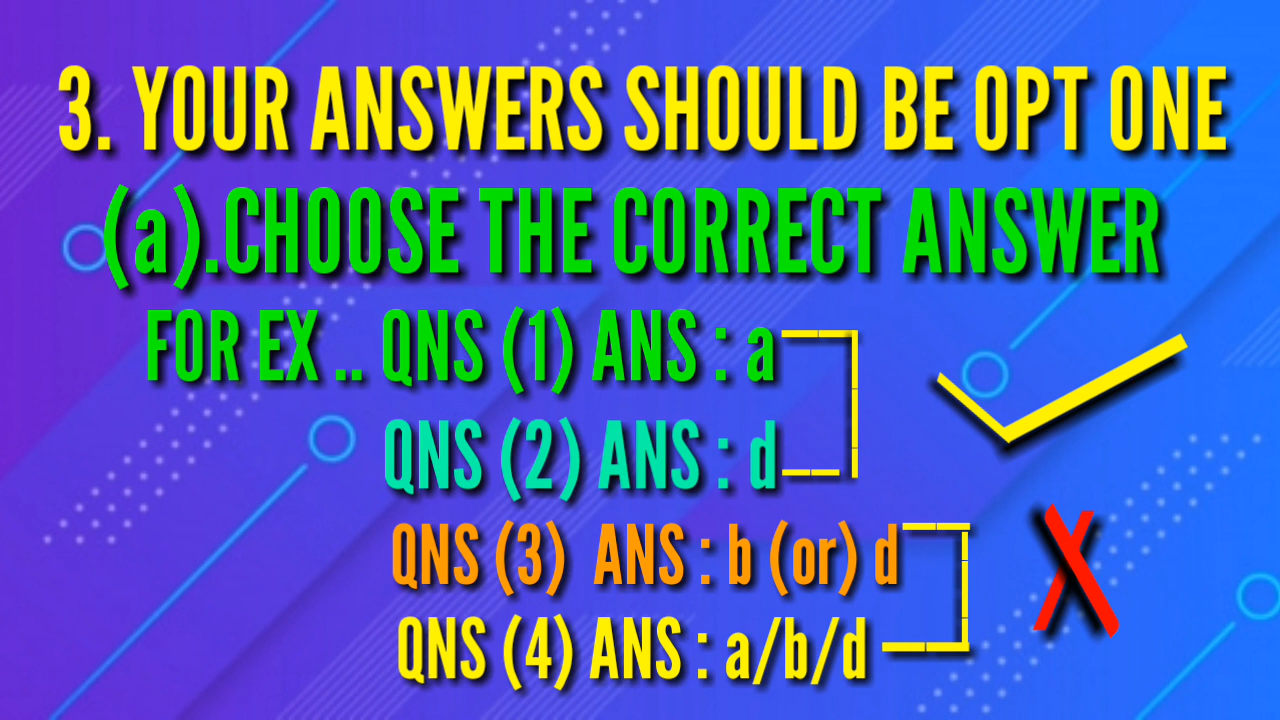 3. YOUR ANSWERS SHOULD BE OPT ONE
(a).CHOOSE THE CORRECT ANSWER
FOR EX .. QNS (1) ANS : a
QNS (2) ANS : d
QNS (3) ANS : b (or) d
QNS (4) ANS : a/b/d